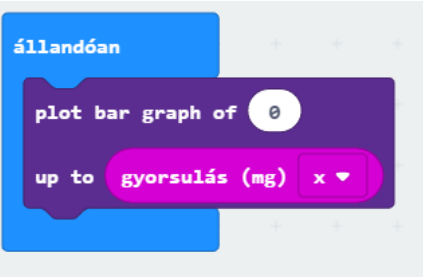 állandóan
plot bar graph of 0
up to gyorsulás (mg) x